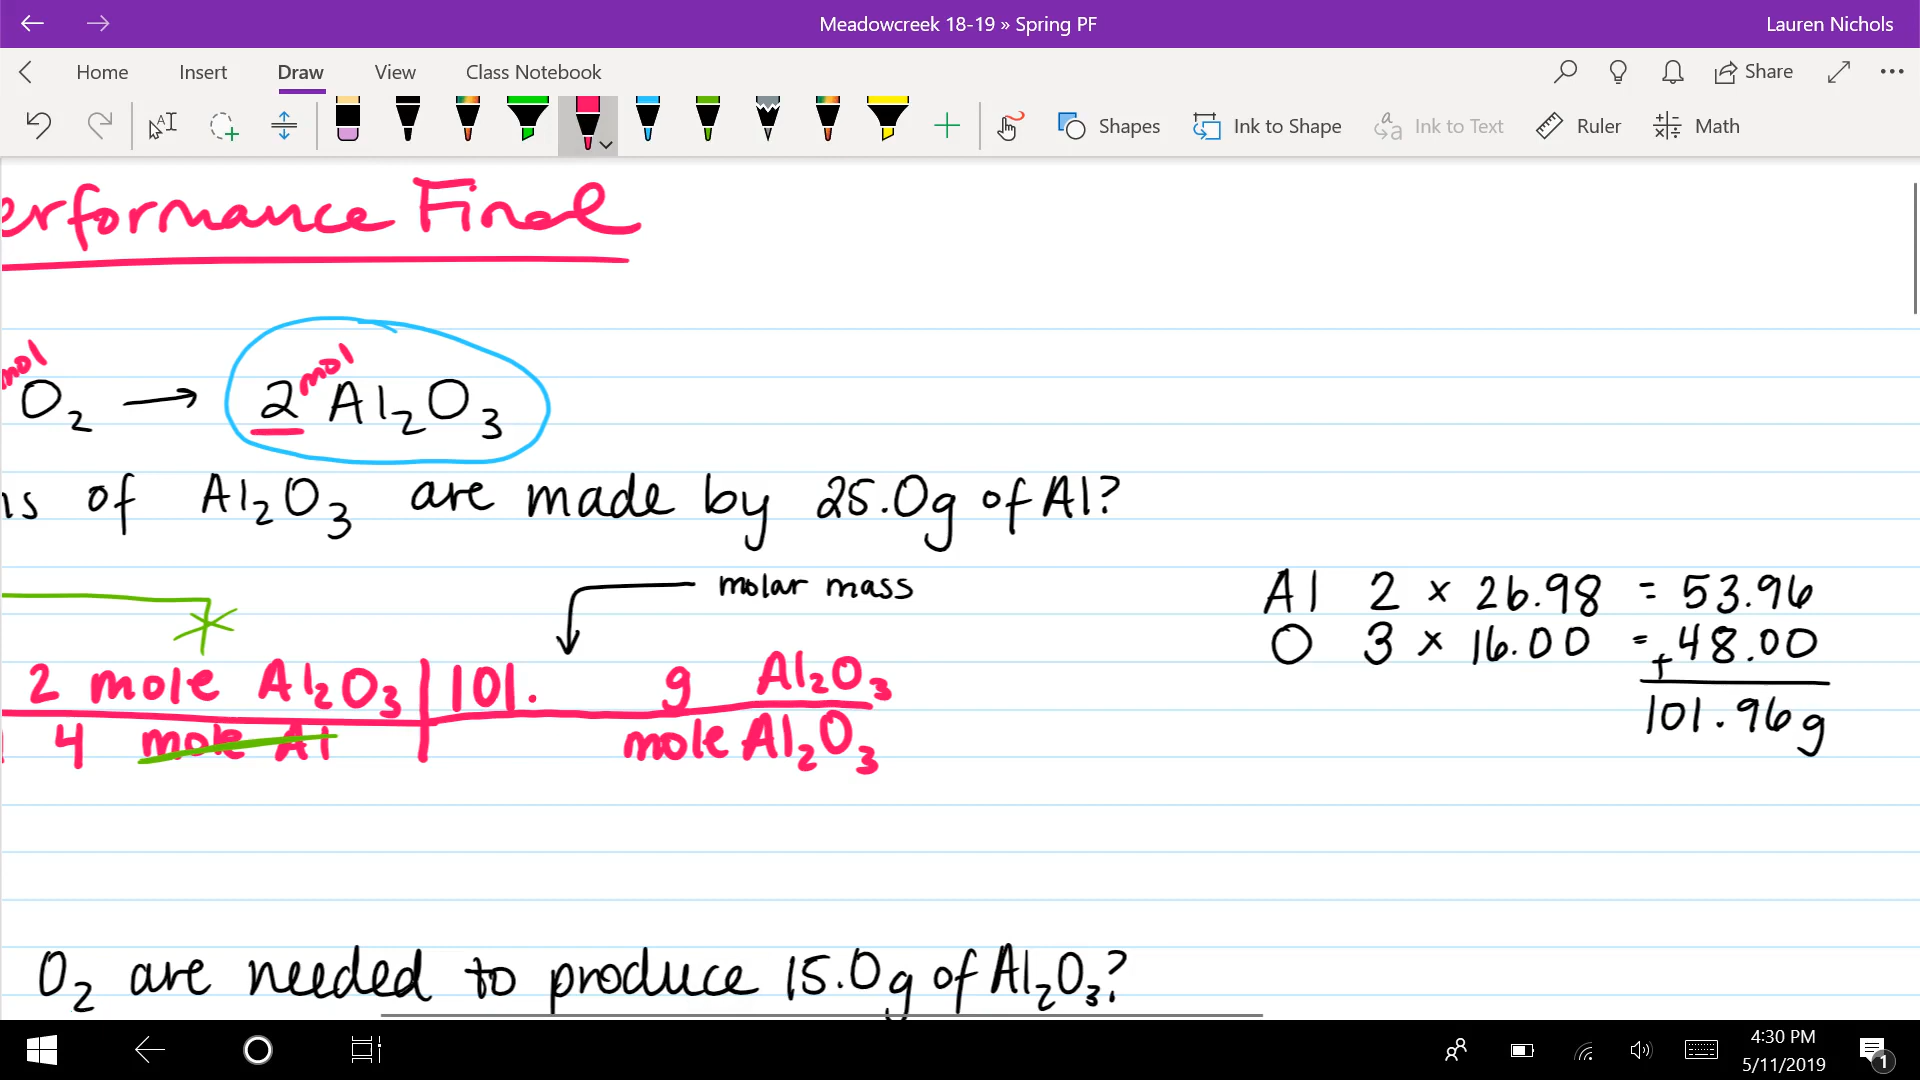 Meadowcreek 18-19 » Spring PF
Lauren Nichols
Home Insert Draw View Class Notebook
Share
Shapes Ink to Shape Ink to Text Ruler Math
erformance Final
mol mol
O2 → 2 Al2O3
ns of Al2O3 are made by 25.0g of Al?
molar mass
Al 2 × 26.98 = 53.96
O 3 × 16.00 = +48.00
101.96g
2 mole Al2O3 | 101. g Al2O3
4 mole Al | mole Al2O3
O2 are needed to produce 15.0g of Al2O3?
4:30 PM
5/11/2019
1